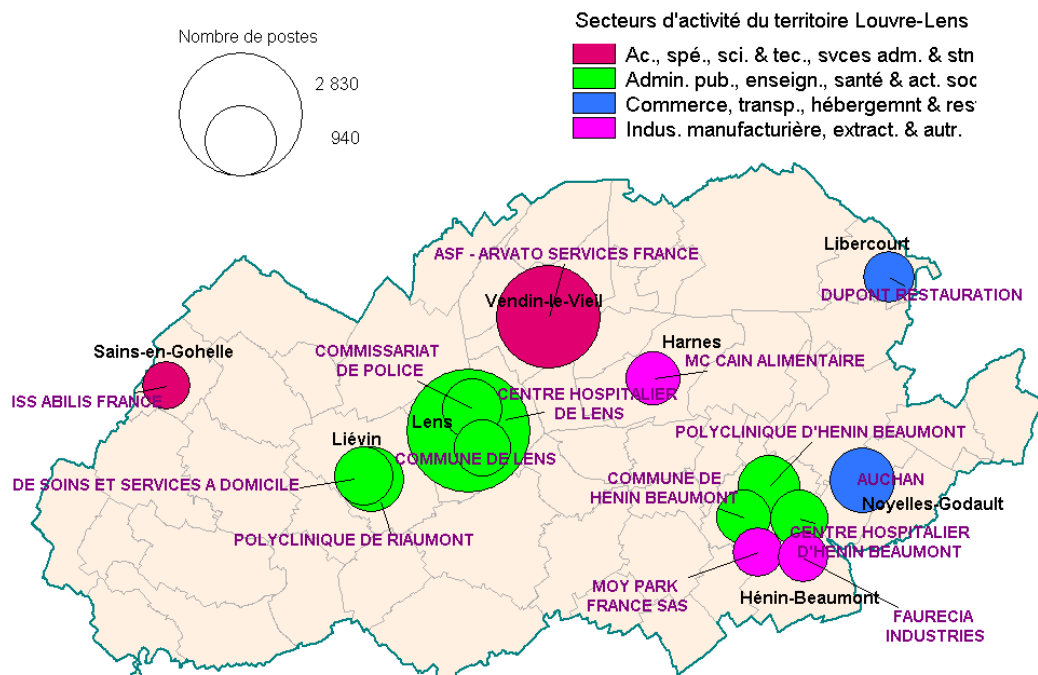 Secteurs d'activité du territoire Louvre-Lens
Nombre de postes
2 830
940
Ac., spé., sci. & tec., svces adm. & stn
Admin. pub., enseign., santé & act. soc
Commerce, transp., hébergemnt & res
Indus. manufacturière, extract. & autr.
Libercourt
ASF - ARVATO SERVICES FRANCE
DUPONT RESTAURATION
Vendin-le-Vieil
Harnes
Sains-en-Gohelle
COMMISSARIAT
DE POLICE
MC CAIN ALIMENTAIRE
ISS ABILIS FRANCE
CENTRE HOSPITALIER
DE LENS
Lens
Liévin
POLYCLINIQUE D'HENIN BEAUMONT
COMMUNE DE LENS
DE SOINS ET SERVICES A DOMICILE
COMMUNE DE
HENIN BEAUMONT
AUCHAN
Noyelles-Godault
POLYCLINIQUE DE RIAUMONT
CENTRE HOSPITALIER
D'HENIN BEAUMONT
MOY PARK
FRANCE SAS
Hénin-Beaumont
FAURECIA
INDUSTRIES